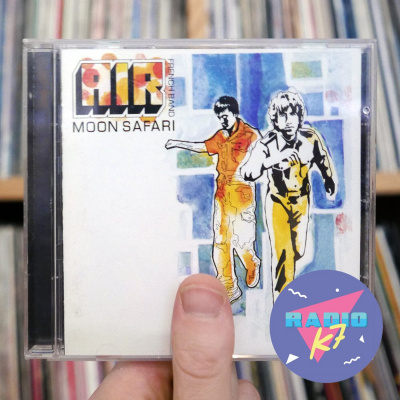 AIR
FRENCH BAND
MOON SAFARI
RADIO
K7